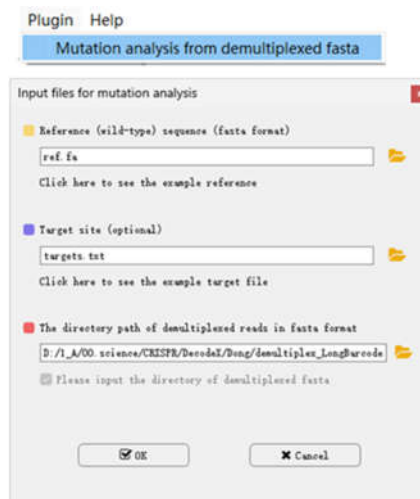 Plugin Help
Mutation analysis from demultiplexed fasta
Input files for mutation analysis
Reference (wild-type) sequence (fasta format)
ref.fa
Click here to see the example reference
Target site (optional)
targets.txt
Click here to see the example target file
The directory path of demultiplexed reads in fasta format
D:/1_A/00.science/CRISPR/DecodeX/Dong/demultiplex_LongBarcode
Please input the directory of demultiplexed fasta
OK Cancel